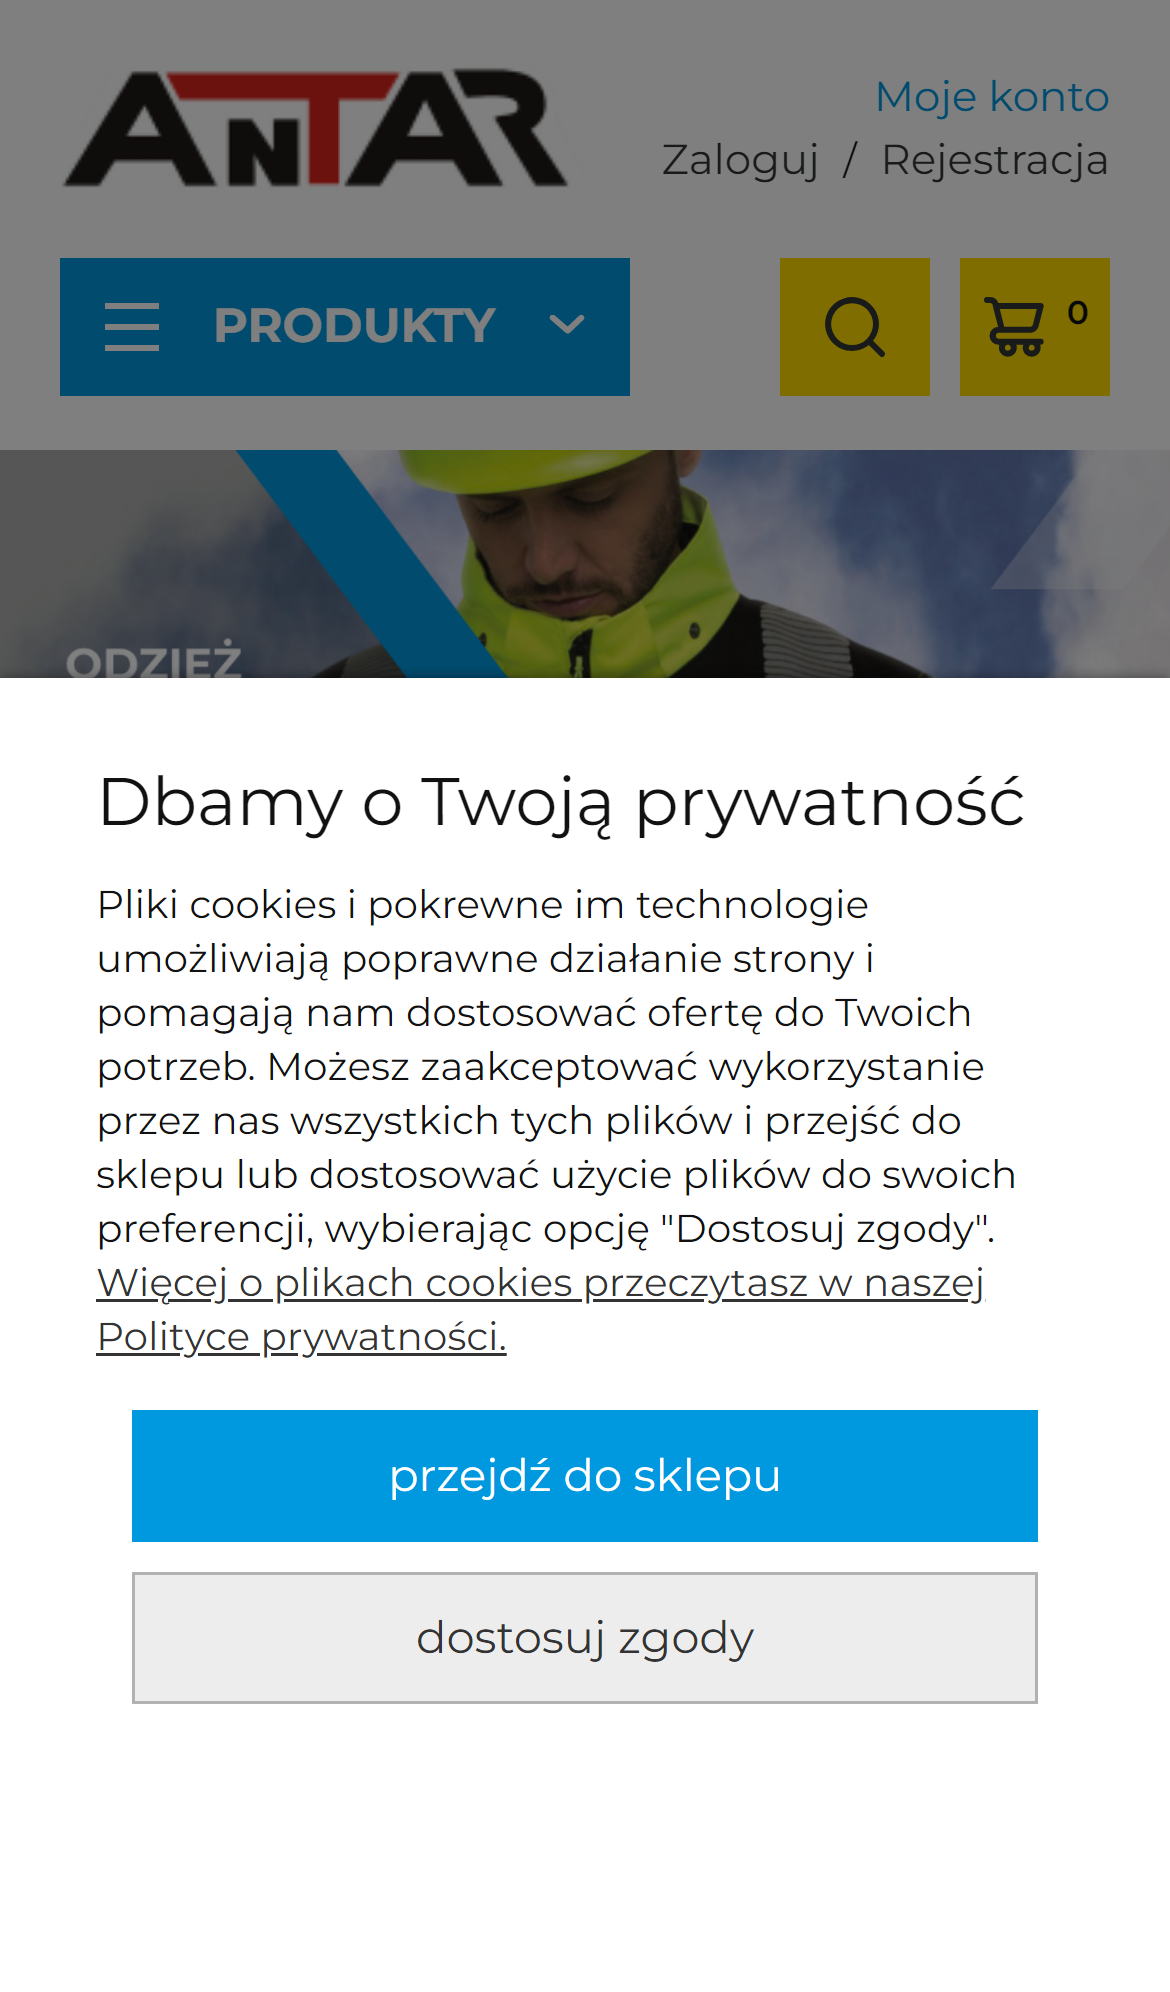 ANTAR
Moje konto
Zaloguj / Rejestracja
PRODUKTY
0
ODZIEŻ
Dbamy o Twoją prywatność
Pliki cookies i pokrewne im technologie
umożliwiają poprawne działanie strony i
pomagają nam dostosować ofertę do Twoich
potrzeb. Możesz zaakceptować wykorzystanie
przez nas wszystkich tych plików i przejść do
sklepu lub dostosować użycie plików do swoich
preferencji, wybierając opcję "Dostosuj zgody".
Więcej o plikach cookies przeczytasz w naszej
Polityce prywatności.
przejdź do sklepu
dostosuj zgody